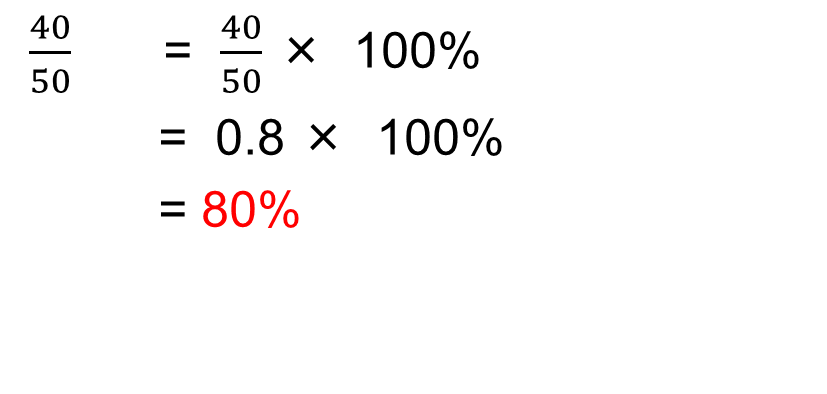 40/50 = 40/50 × 100%
= 0.8 × 100%
= 80%